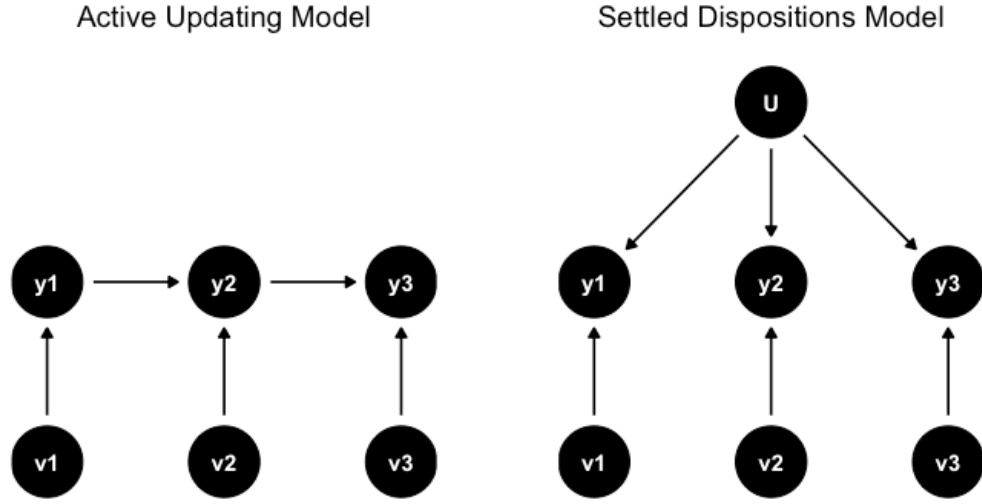 Active Updating Model
Settled Dispositions Model
U
y1 y2 y3
y1 y2 y3
v1 v2 v3
v1 v2 v3